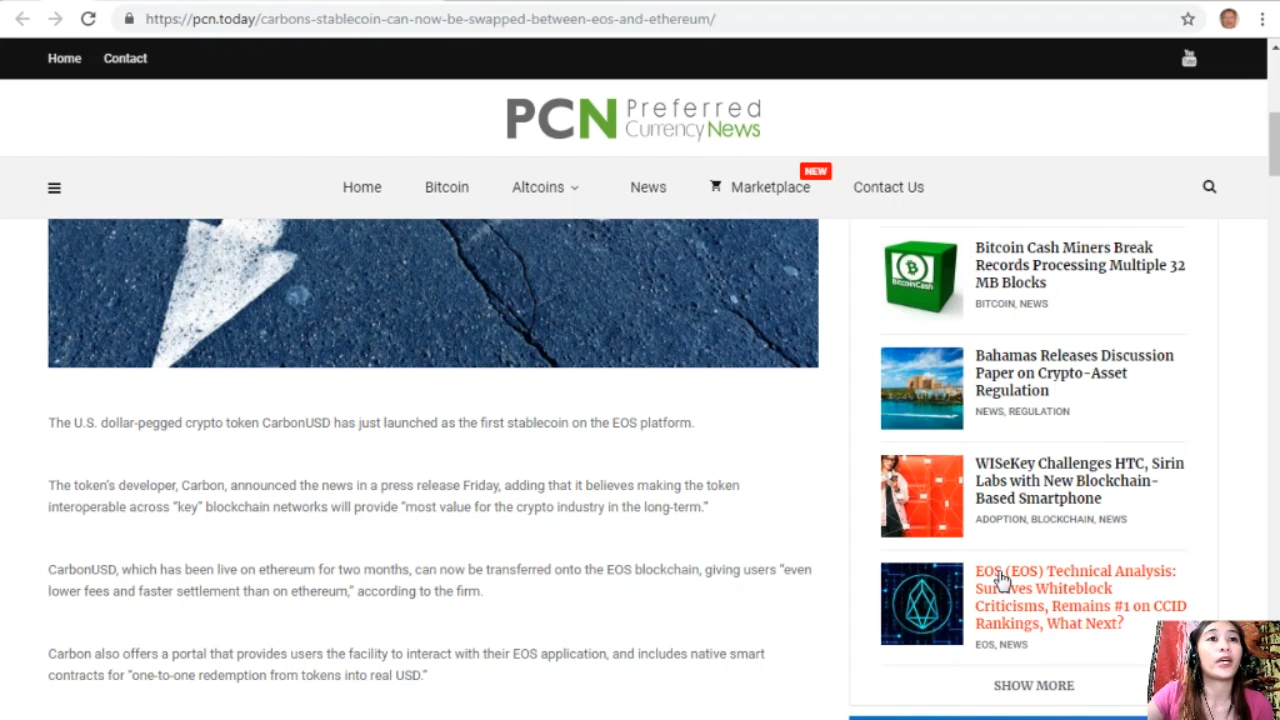 https://pcn.today/carbons-stablecoin-can-now-be-swapped-between-eos-and-ethereum/
Home Contact
You Tube
PCN Preferred
Currency News
Home Bitcoin Altcoins News Marketplace NEW Contact Us
Bitcoin Cash Miners Break
Records Processing Multiple 32
MB Blocks
BITCOIN, NEWS
BitcoinCash
Bahamas Releases Discussion
Paper on Crypto-Asset
Regulation
NEWS, REGULATION
WISeKey Challenges HTC, Sirin
Labs with New Blockchain-
Based Smartphone
ADOPTION, BLOCKCHAIN, NEWS
EOS (EOS) Technical Analysis:
Survives Whiteblock
Criticisms, Remains #1 on CCID
Rankings, What Next?
EOS, NEWS
SHOW MORE
The U.S. dollar-pegged crypto token CarbonUSD has just launched as the first stablecoin on the EOS platform.
The token's developer, Carbon, announced the news in a press release Friday, adding that it believes making the token
interoperable across "key" blockchain networks will provide "most value for the crypto industry in the long-term."
CarbonUSD, which has been live on ethereum for two months, can now be transferred onto the EOS blockchain, giving users "even
lower fees and faster settlement than on ethereum," according to the firm.
Carbon also offers a portal that provides users the facility to interact with their EOS application, and includes native smart
contracts for "one-to-one redemption from tokens into real USD."